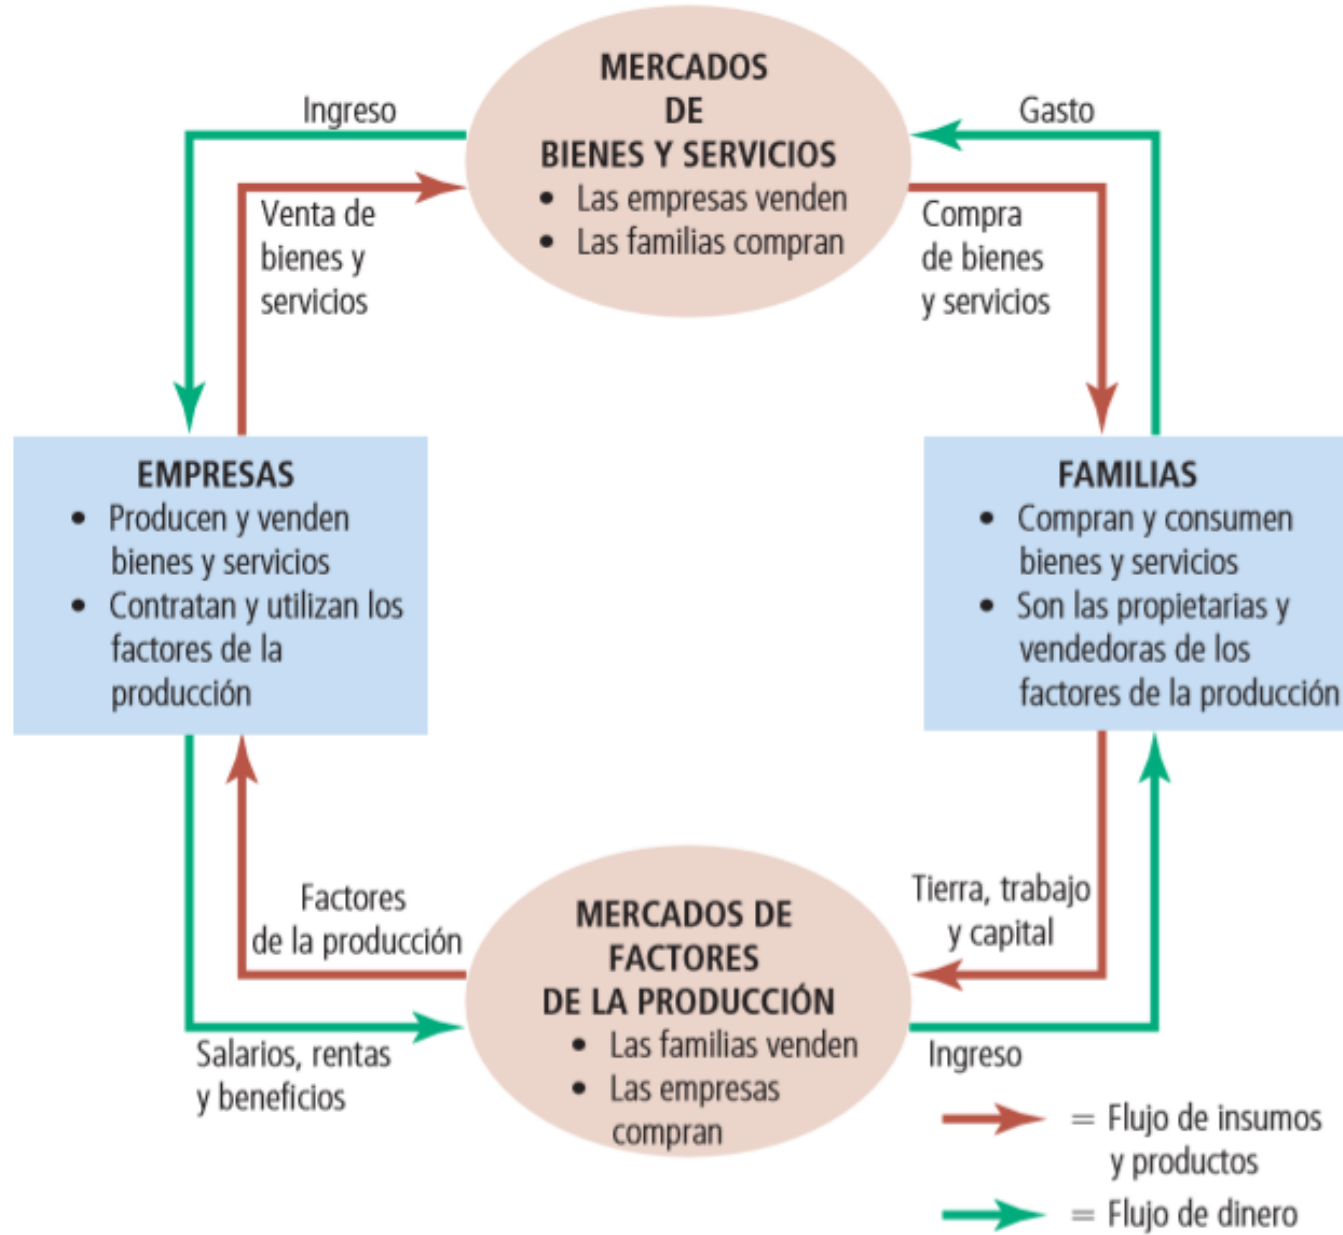 MERCADOS
DE
BIENES Y SERVICIOS
• Las empresas venden
• Las familias compran
Ingreso
Gasto
Venta de
bienes y
servicios
Compra
de bienes
y servicios
EMPRESAS
• Producen y venden
bienes y servicios
• Contratan y utilizan los
factores de la
producción
FAMILIAS
• Compran y consumen
bienes y servicios
• Son las propietarias y
vendedoras de los
factores de la producción
Factores
de la producción
Tierra, trabajo
y capital
MERCADOS DE
FACTORES
DE LA PRODUCCIÓN
• Las familias venden
• Las empresas
compran
Salarios, rentas
y beneficios
Ingreso
= Flujo de insumos
y productos
= Flujo de dinero